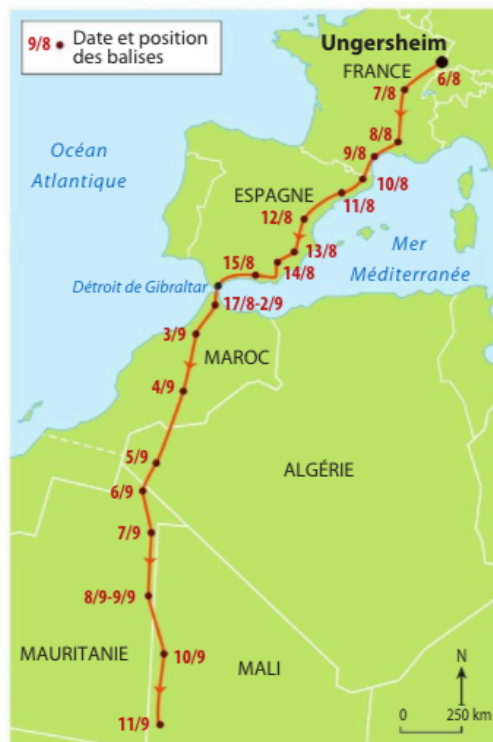 9/8 Date et position
des balises
Ungersheim
FRANCE
6/8
7/8
8/8
9/8
10/8
Océan
Atlantique
ESPAGNE
11/8
12/8
13/8
Mer
Méditerranée
14/8
15/8
Détroit de Gibraltar
17/8-2/9
3/9
MAROC
4/9
5/9
ALGÉRIE
6/9
7/9
8/9-9/9
MAURITANIE
10/9
MALI
N
11/9
0 250 km